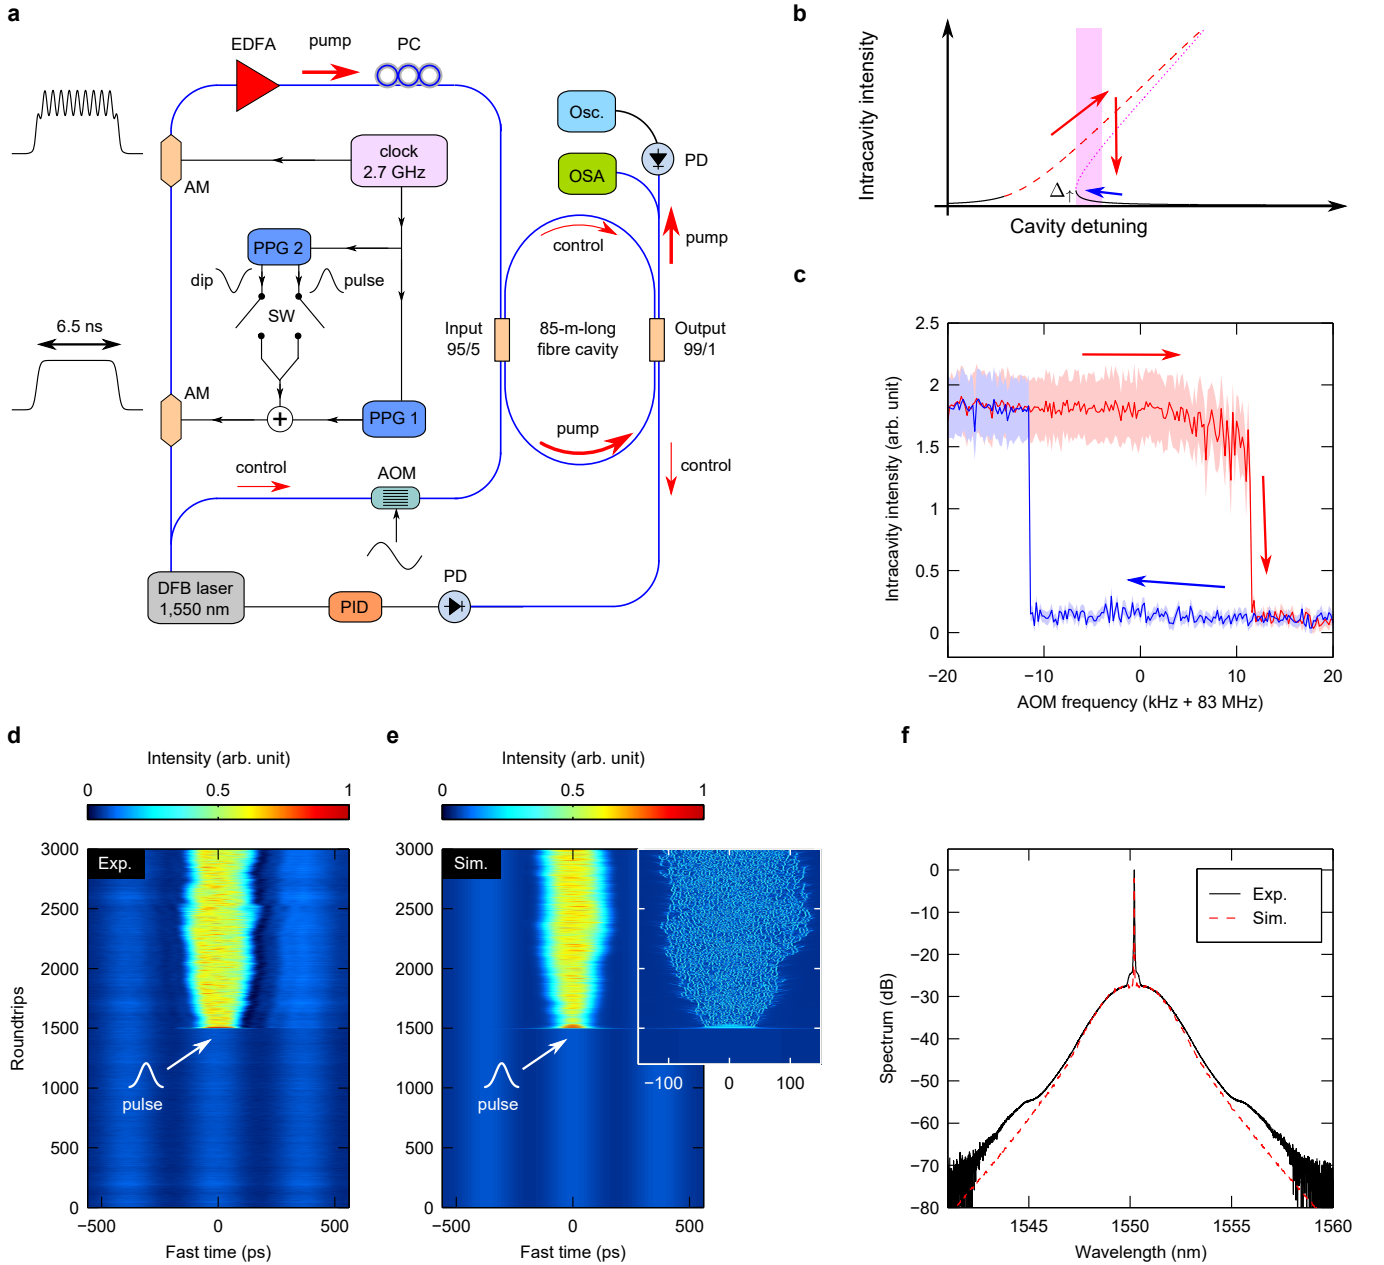 a
EDFA
pump
PC
AM
clock
2.7 GHz
Osc.
OSA
PD
PPG 2
dip
pulse
SW
6.5 ns
AM
PPG 1
control
pump
Input
95/5
85-m-long
fibre cavity
Output
99/1
pump
control
control
AOM
DFB laser
1,550 nm
PID
PD
b
Intracavity intensity
Δ↑
Cavity detuning
c
Intracavity intensity (arb. unit)
2.5
2
1.5
1
0.5
0
−20
−10
0
10
20
AOM frequency (kHz + 83 MHz)
d
Intensity (arb. unit)
0
0.5
1
Exp.
Roundtrips
3000
2500
2000
1500
1000
500
0
pulse
−500
0
500
Fast time (ps)
e
Intensity (arb. unit)
0
0.5
1
Sim.
3000
2500
2000
1500
1000
500
0
pulse
−100
0
100
−500
0
500
Fast time (ps)
f
Spectrum (dB)
0
−10
−20
−30
−40
−50
−60
−70
−80
Exp.
Sim.
1545
1550
1555
1560
Wavelength (nm)